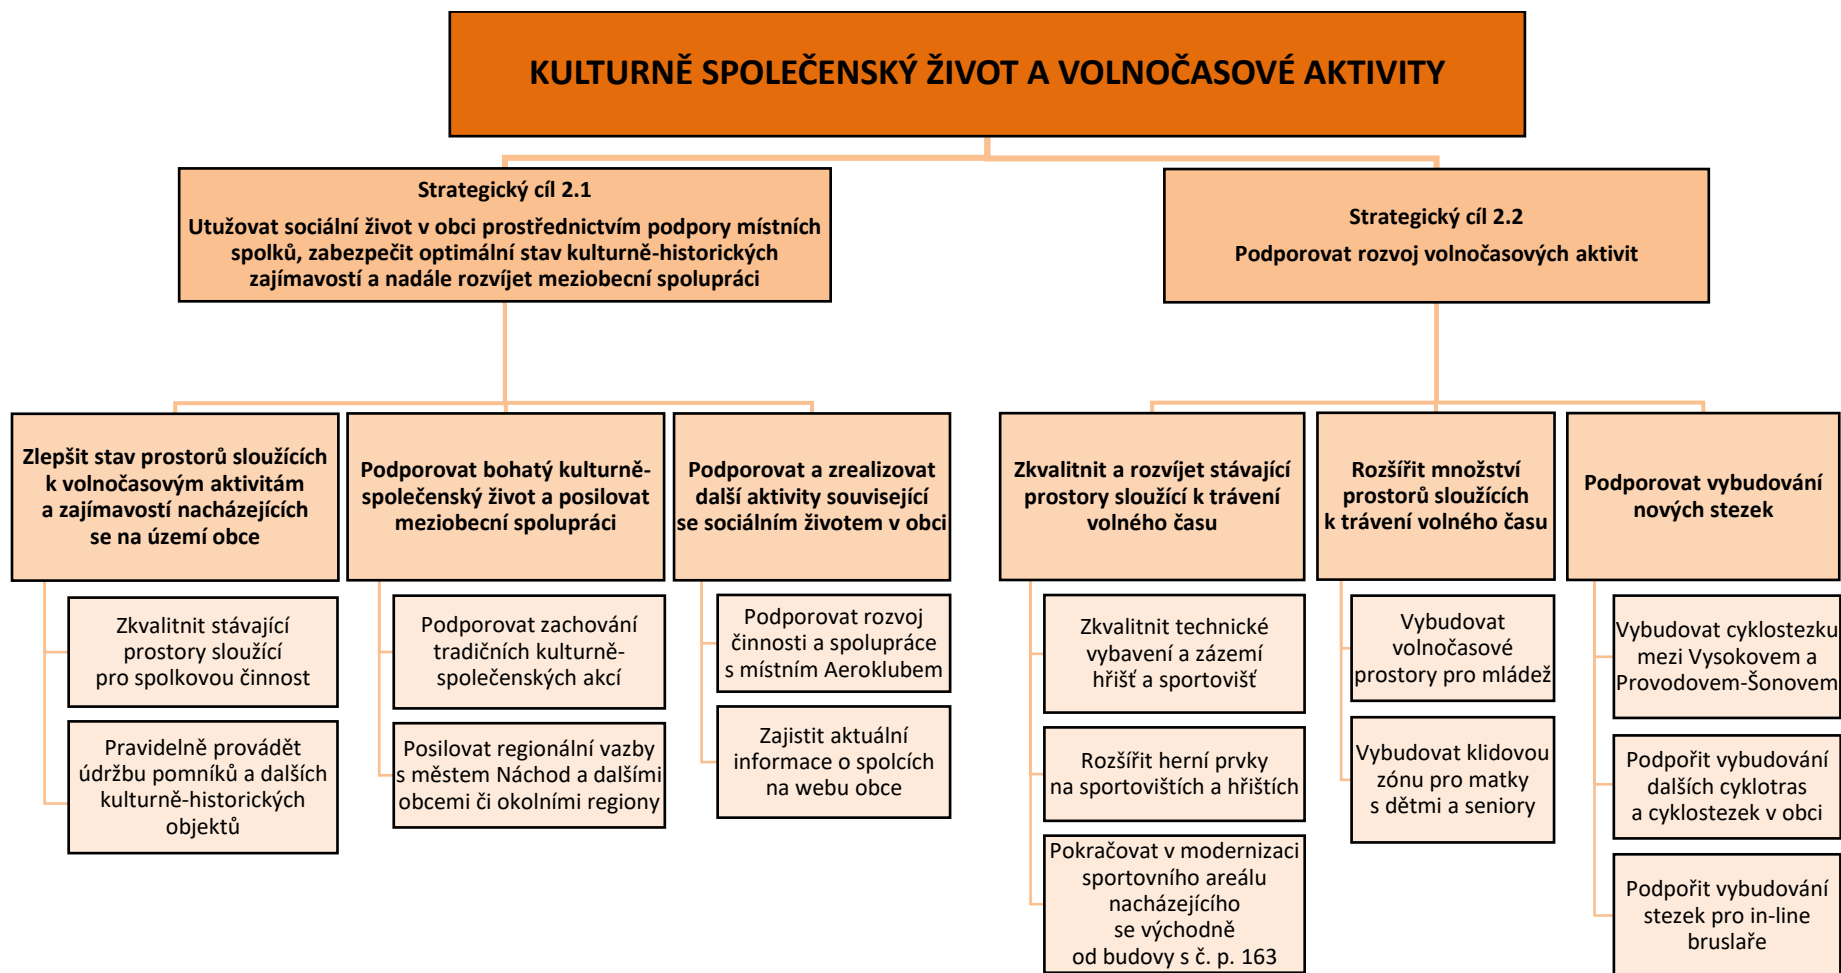 KULTURNĚ SPOLEČENSKÝ ŽIVOT A VOLNOČASOVÉ AKTIVITY
Strategický cíl 2.1
Utužovat sociální život v obci prostřednictvím podpory místních
spolků, zabezpečit optimální stav kulturně-historických
zajímavostí a nadále rozvíjet meziobecní spolupráci
Strategický cíl 2.2
Podporovat rozvoj volnočasových aktivit
Zlepšit stav prostorů sloužících
k volnočasovým aktivitám
a zajímavostí nacházejících
se na území obce
Zkvalitnit stávající
prostory sloužící
pro spolkovou činnost
Pravidelně provádět
údržbu pomníků a dalších
kulturně-historických
objektů
Podporovat bohatý kulturně-
společenský život a posilovat
meziobecní spolupráci
Podporovat zachování
tradičních kulturně-
společenských akcí
Posilovat regionální vazby
s městem Náchod a dalšími
obcemi či okolními regiony
Podporovat a zrealizovat
další aktivity související
se sociálním životem v obci
Podporovat rozvoj
činnosti a spolupráce
s místním Aeroklubem
Zajistit aktuální
informace o spolcích
na webu obce
Zkvalitnit a rozvíjet stávající
prostory sloužící k trávení
volného času
Zkvalitnit technické
vybavení a zázemí
hřišť a sportovišť
Rozšířit herní prvky
na sportovištích a hřištích
Pokračovat v modernizaci
sportovního areálu
nacházejícího
se východně
od budovy s č. p. 163
Rozšířit množství
prostorů sloužících
k trávení volného času
Vybudovat
volnočasové
prostory pro mládež
Vybudovat klidovou
zónu pro matky
s dětmi a seniory
Podporovat vybudování
nových stezek
Vybudovat cyklostezku
mezi Vysokovem a
Provodovem-Šonovem
Podpořit vybudování
dalších cyklotras
a cyklostezek v obci
Podpořit vybudování
stezek pro in-line
bruslaře